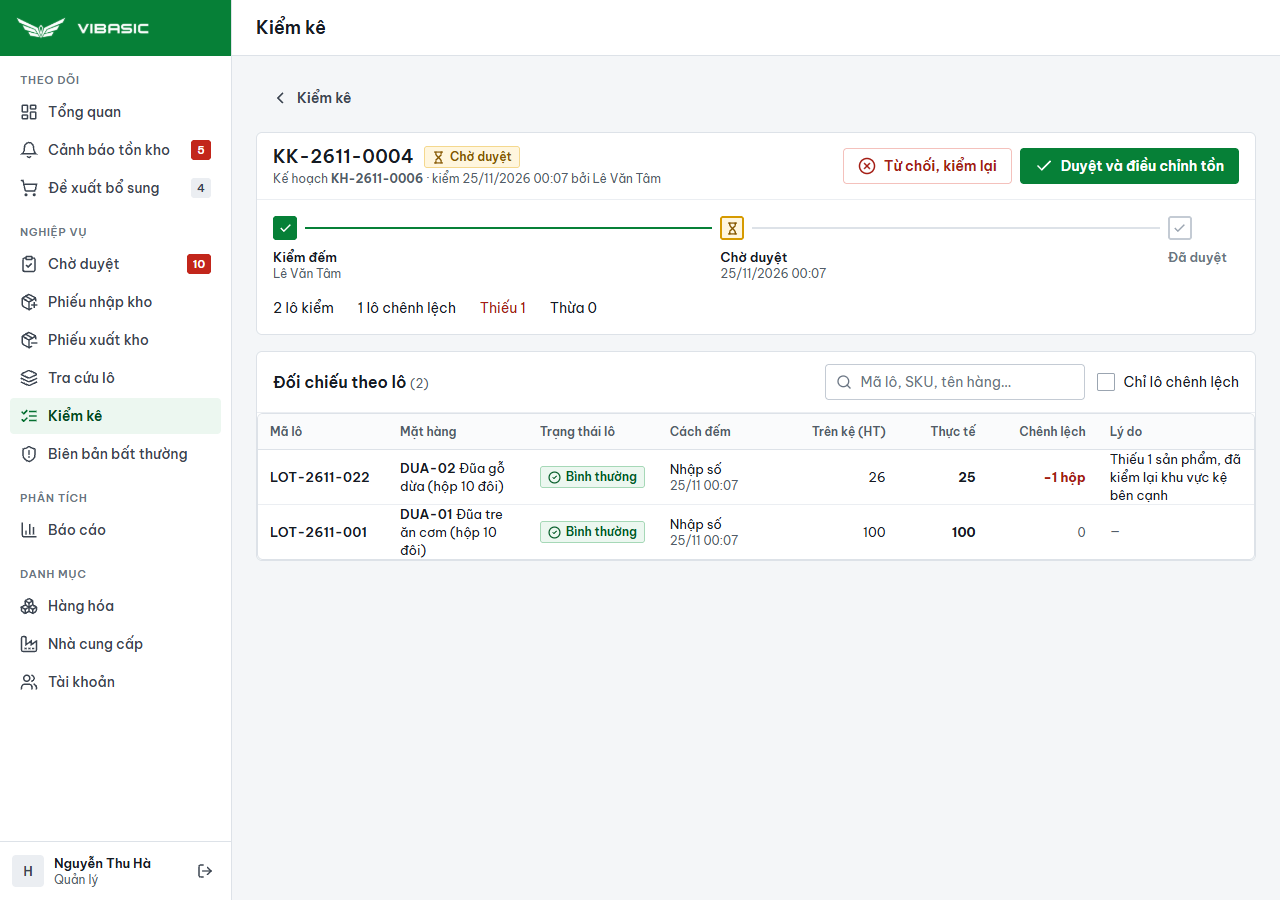 VIBASIC
Kiểm kê
THEO DÕI
Tổng quan
Cảnh báo tồn kho 5
Đề xuất bổ sung 4
NGHIỆP VỤ
Chờ duyệt 10
Phiếu nhập kho
Phiếu xuất kho
Tra cứu lô
Kiểm kê
Biên bản bất thường
PHÂN TÍCH
Báo cáo
DANH MỤC
Hàng hóa
Nhà cung cấp
Tài khoản
H
Nguyễn Thu Hà
Quản lý
Kiểm kê
KK-2611-0004 Chờ duyệt
Kế hoạch KH-2611-0006 · kiểm 25/11/2026 00:07 bởi Lê Văn Tâm
Từ chối, kiểm lại
Duyệt và điều chỉnh tồn
Kiểm đếm
Lê Văn Tâm
Chờ duyệt
25/11/2026 00:07
Đã duyệt
2 lô kiểm 1 lô chênh lệch Thiếu 1 Thừa 0
Đối chiếu theo lô (2)
Mã lô, SKU, tên hàng...
Chỉ lô chênh lệch
Mã lô Mặt hàng Trạng thái lô Cách đếm Trên kệ (HT) Thực tế Chênh lệch Lý do
LOT-2611-022
DUA-02 Đũa gỗ
dừa (hộp 10 đôi)
Bình thường
Nhập số
25/11 00:07
26
25
-1 hộp
Thiếu 1 sản phẩm, đã
kiểm lại khu vực kệ
bên cạnh
LOT-2611-001
DUA-01 Đũa tre
ăn cơm (hộp 10
đôi)
Bình thường
Nhập số
25/11 00:07
100
100
0
–